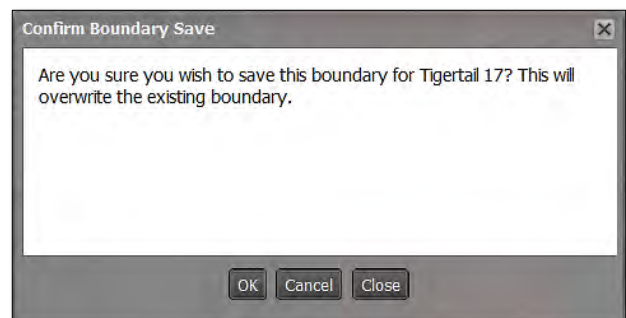 Confirm Boundary Save
Are you sure you wish to save this boundary for Tigertail 17? This will
overwrite the existing boundary.
OK Cancel Close